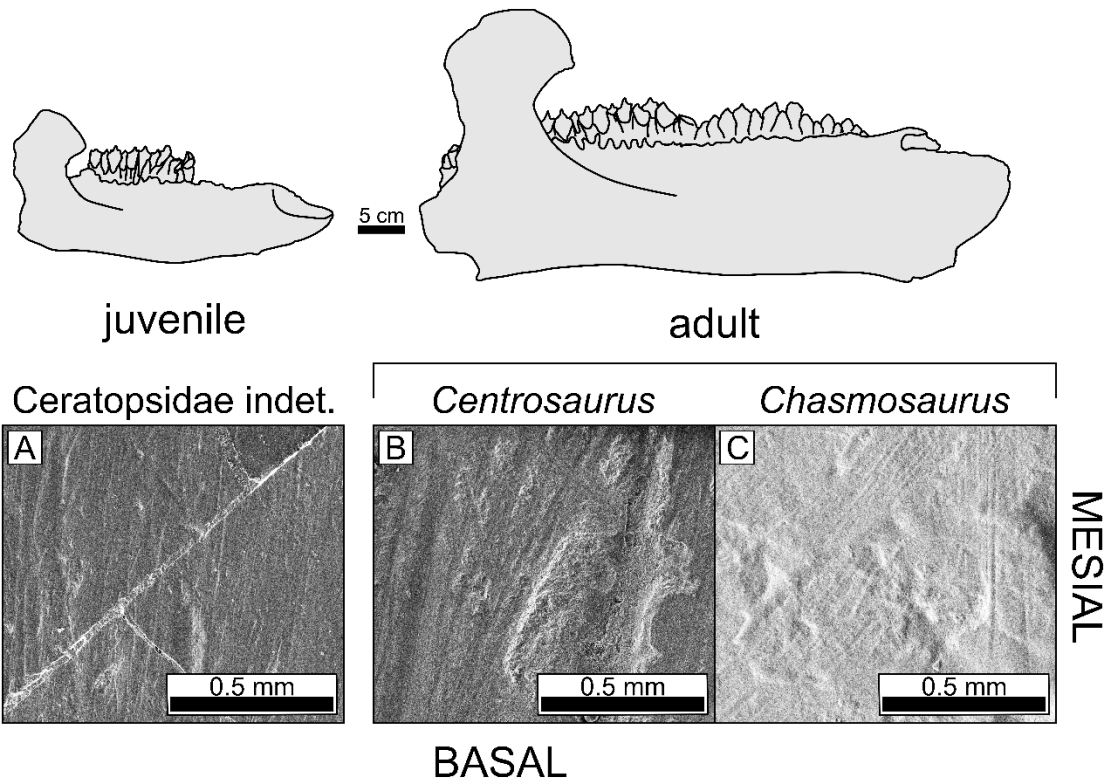 5 cm
juvenile
adult
Ceratopsidae indet.
Centrosaurus
Chasmosaurus
A
B
C
0.5 mm
0.5 mm
0.5 mm
MESIAL
BASAL